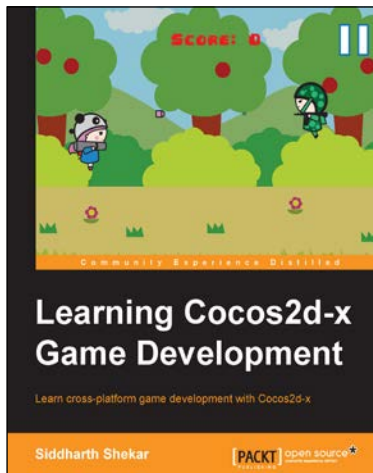 SCORE: 0
Community Experience Distilled
Learning Cocos2d-x
Game Development
Learn cross-platform game development with Cocos2d-x
Siddharth Shekar
[PACKT] open source*
PUBLISHING